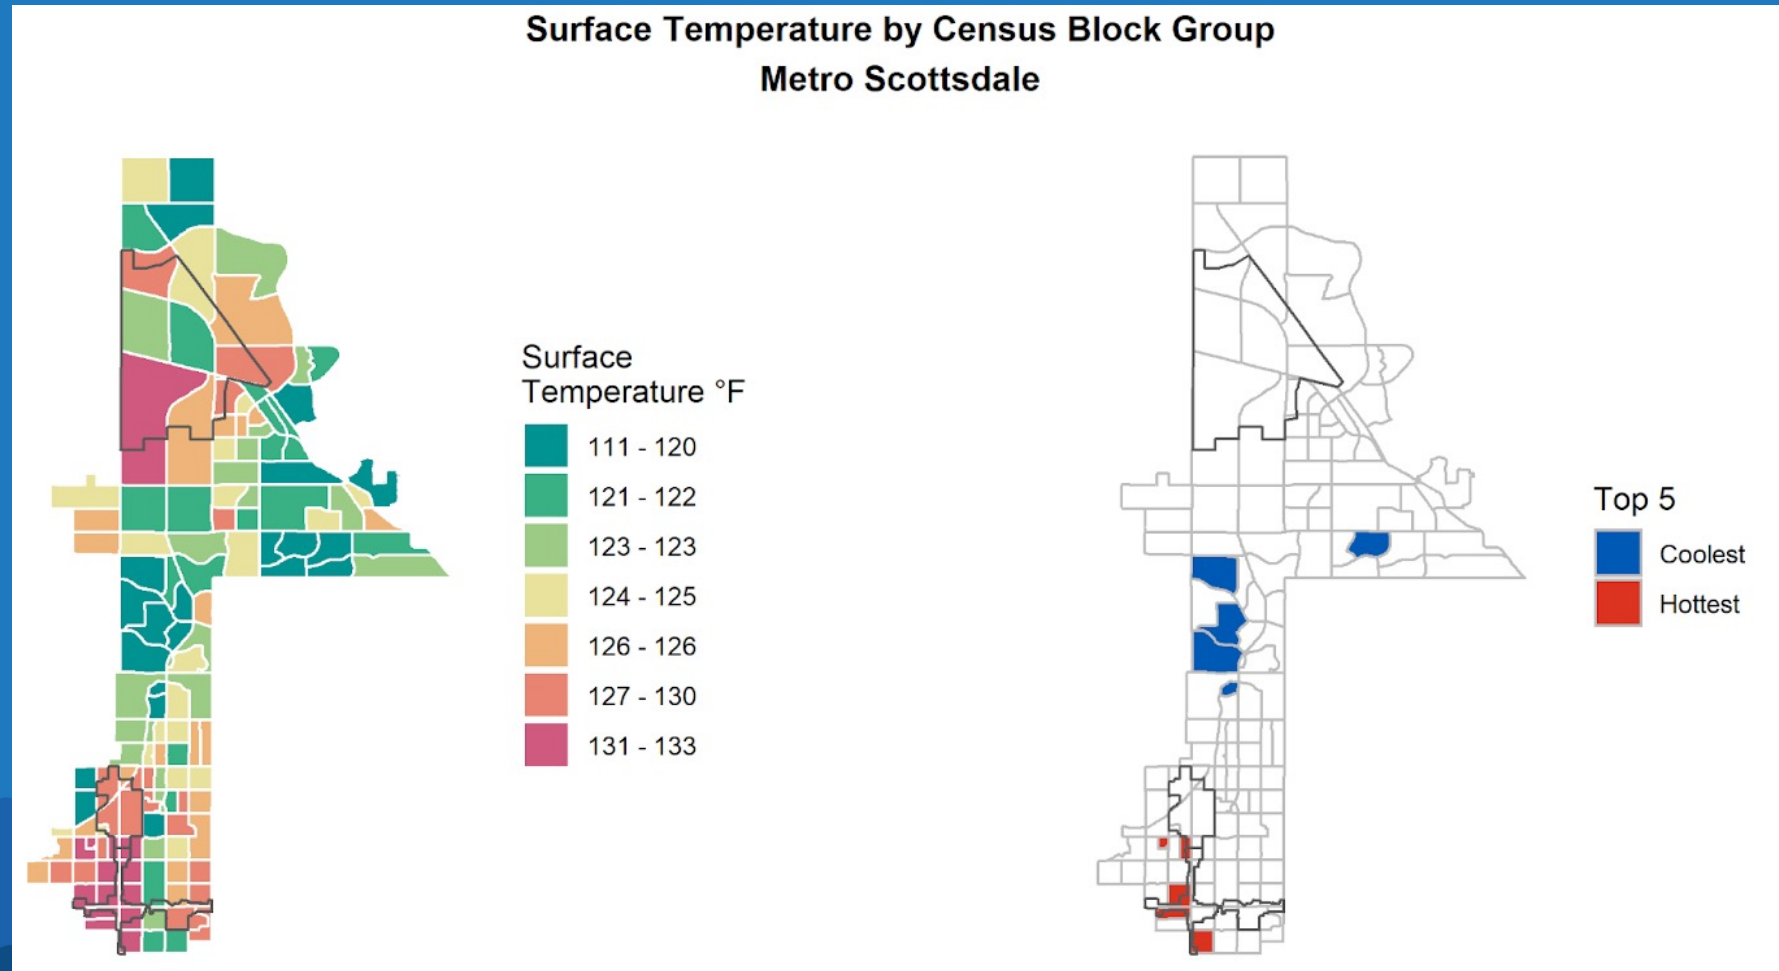 Surface Temperature by Census Block Group
Metro Scottsdale
Surface
Temperature °F
111 - 120
121 - 122
123 - 123
124 - 125
126 - 126
127 - 130
131 - 133
Top 5
Coolest
Hottest